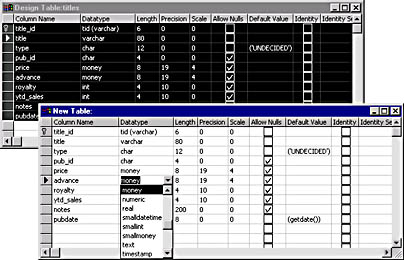 Design Table:titles
Column Name Datatype Length Precision Scale Allow Nulls Default Value Identity Identity Se
title_id tid (varchar) 6 0 0
title varchar 80 0 0
type char 12 0 0 ('UNDECIDED')
pub_id char 4 0 0
price money 8 19 4
advance money 8 19 4
royalty int 4 10 0
ytd_sales int 4 10 0
notes
pubdate
New Table:
Column Name Datatype Length Precision Scale Allow Nulls Default Value Identity Identity Se
title_id tid (varchar) 6 0 0
title varchar 80 0 0
type char 12 0 0 ('UNDECIDED')
pub_id char 4 0 0
price money 8 19 4
advance money 8 19 4
royalty money 4 10 0
ytd_sales numeric 4 10 0
notes real 200 0 0
pubdate smalldatetime 8 0 0 (getdate())
smallint
smallmoney
text
timestamp